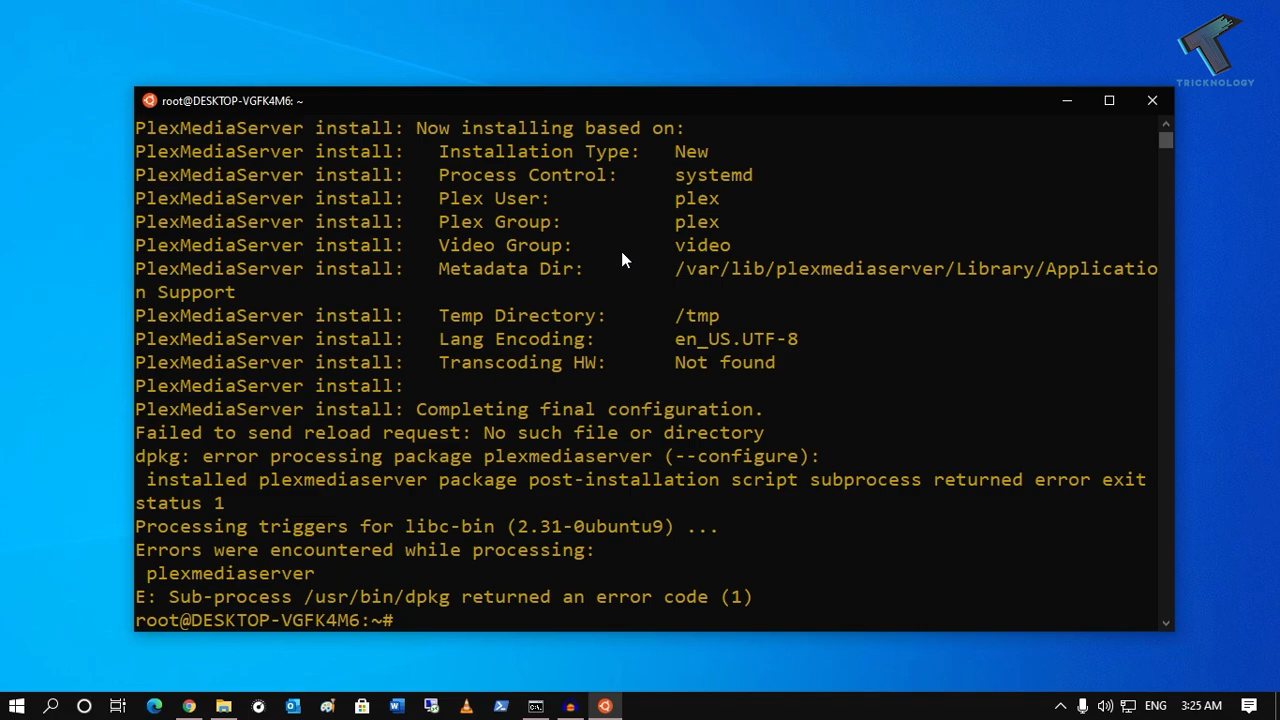 TRICKNOLOGY
root@DESKTOP-VGFK4M6: ~
PlexMediaServer install: Now installing based on:
PlexMediaServer install:   Installation Type:   New
PlexMediaServer install:   Process Control:     systemd
PlexMediaServer install:   Plex User:           plex
PlexMediaServer install:   Plex Group:          plex
PlexMediaServer install:   Video Group:         video
PlexMediaServer install:   Metadata Dir:        /var/lib/plexmediaserver/Library/Applicatio
n Support
PlexMediaServer install:   Temp Directory:      /tmp
PlexMediaServer install:   Lang Encoding:       en_US.UTF-8
PlexMediaServer install:   Transcoding HW:      Not found
PlexMediaServer install:
PlexMediaServer install: Completing final configuration.
Failed to send reload request: No such file or directory
dpkg: error processing package plexmediaserver (--configure):
 installed plexmediaserver package post-installation script subprocess returned error exit
status 1
Processing triggers for libc-bin (2.31-0ubuntu9) ...
Errors were encountered while processing:
 plexmediaserver
E: Sub-process /usr/bin/dpkg returned an error code (1)
root@DESKTOP-VGFK4M6:~#
ENG 3:25 AM